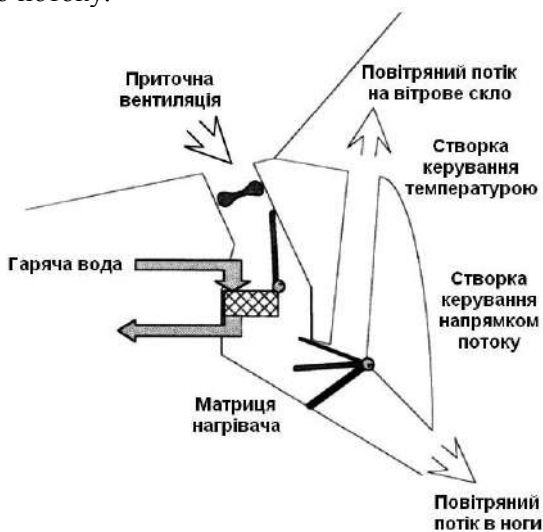 о потоку.
Приточна
вентиляція
Повітряний потік
на вітрове скло
Створка
керування
температурою
Гаряча вода
Створка
керування
напрямком
потоку
Матриця
нагрівача
Повітряний
потік в ноги